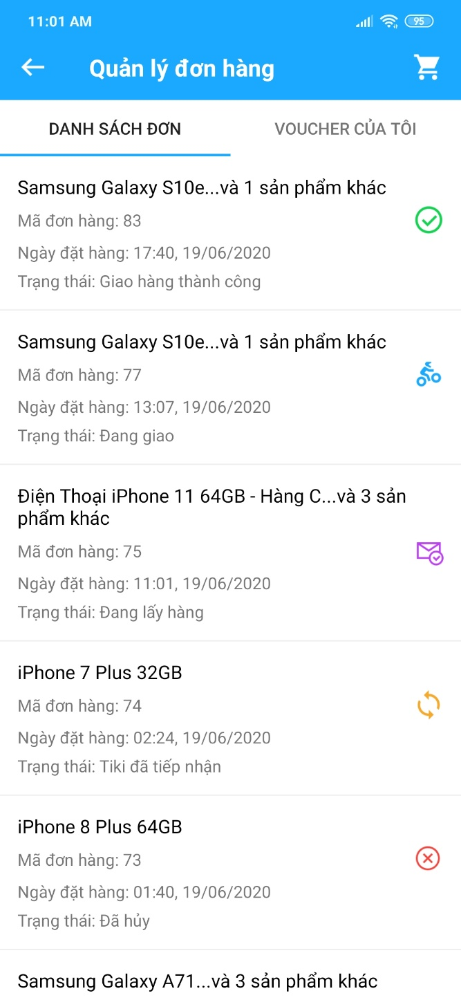 11:01 AM
95
Quản lý đơn hàng
DANH SÁCH ĐƠN
VOUCHER CỦA TÔI
Samsung Galaxy S10e...và 1 sản phẩm khác
Mã đơn hàng: 83
Ngày đặt hàng: 17:40, 19/06/2020
Trạng thái: Giao hàng thành công
Samsung Galaxy S10e...và 1 sản phẩm khác
Mã đơn hàng: 77
Ngày đặt hàng: 13:07, 19/06/2020
Trạng thái: Đang giao
Điện Thoại iPhone 11 64GB - Hàng C...và 3 sản
phẩm khác
Mã đơn hàng: 75
Ngày đặt hàng: 11:01, 19/06/2020
Trạng thái: Đang lấy hàng
iPhone 7 Plus 32GB
Mã đơn hàng: 74
Ngày đặt hàng: 02:24, 19/06/2020
Trạng thái: Tiki đã tiếp nhận
iPhone 8 Plus 64GB
Mã đơn hàng: 73
Ngày đặt hàng: 01:40, 19/06/2020
Trạng thái: Đã hủy
Samsung Galaxy A71...và 3 sản phẩm khác